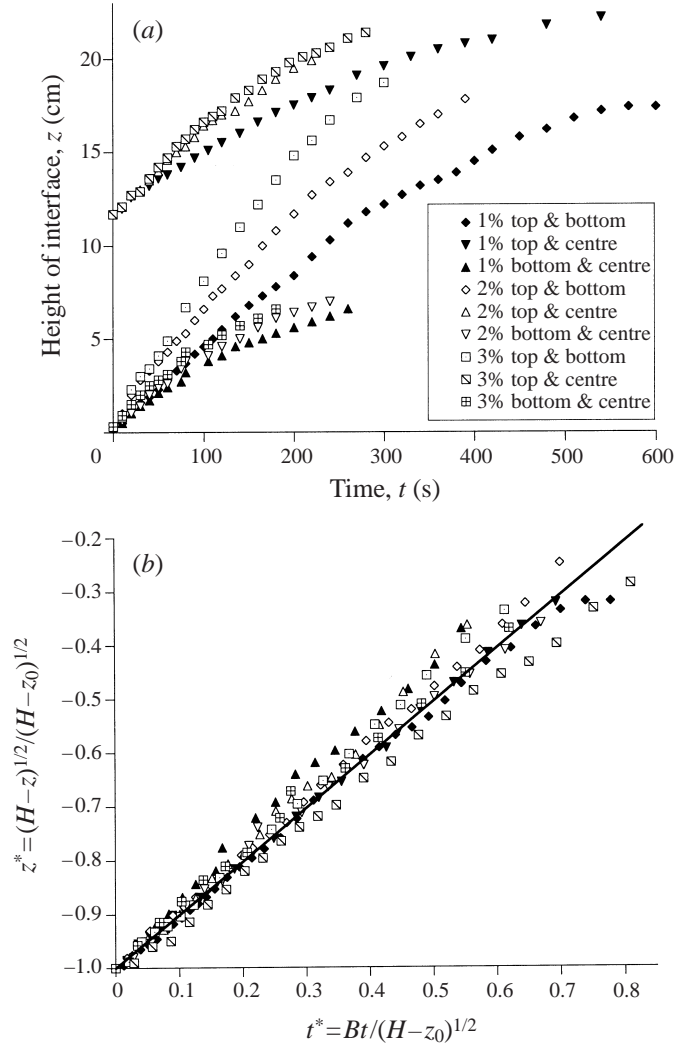 (a)
20
15
10
5
Height of interface, z (cm)
1% top & bottom
1% top & centre
1% bottom & centre
2% top & bottom
2% top & centre
2% bottom & centre
3% top & bottom
3% top & centre
3% bottom & centre
0 100 200 300 400 500 600
Time, t (s)
(b)
−0.2
−0.3
−0.4
−0.5
−0.6
−0.7
−0.8
−0.9
−1.0
z* = (H−z)^1/2/(H−z₀)^1/2
0 0.1 0.2 0.3 0.4 0.5 0.6 0.7 0.8
t* = Bt/(H−z₀)^1/2